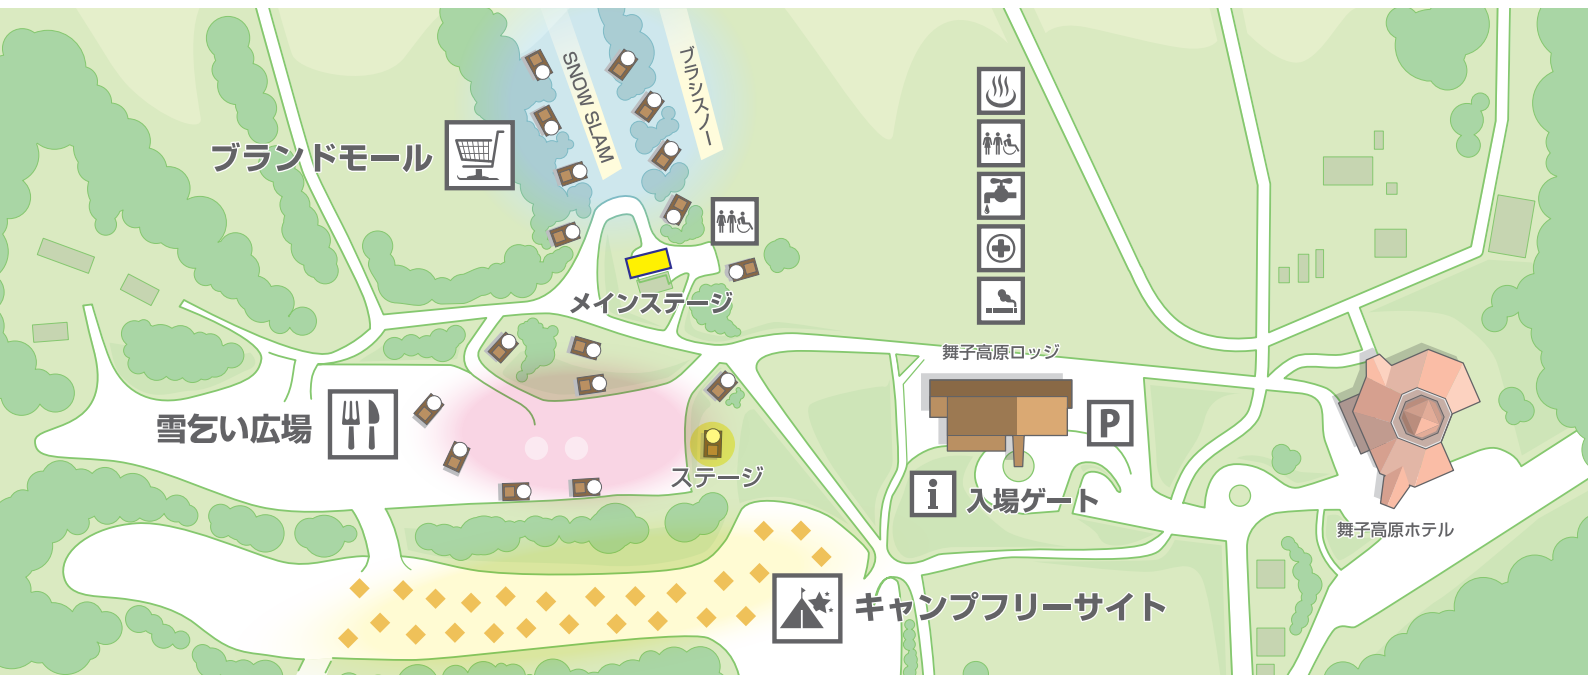 SNOW SLAM
ブラシスノー
ブランドモール
メインステージ
舞子高原ロッジ
雪乞い広場
P
ステージ
i
入場ゲート
舞子高原ホテル
キャンプフリーサイト